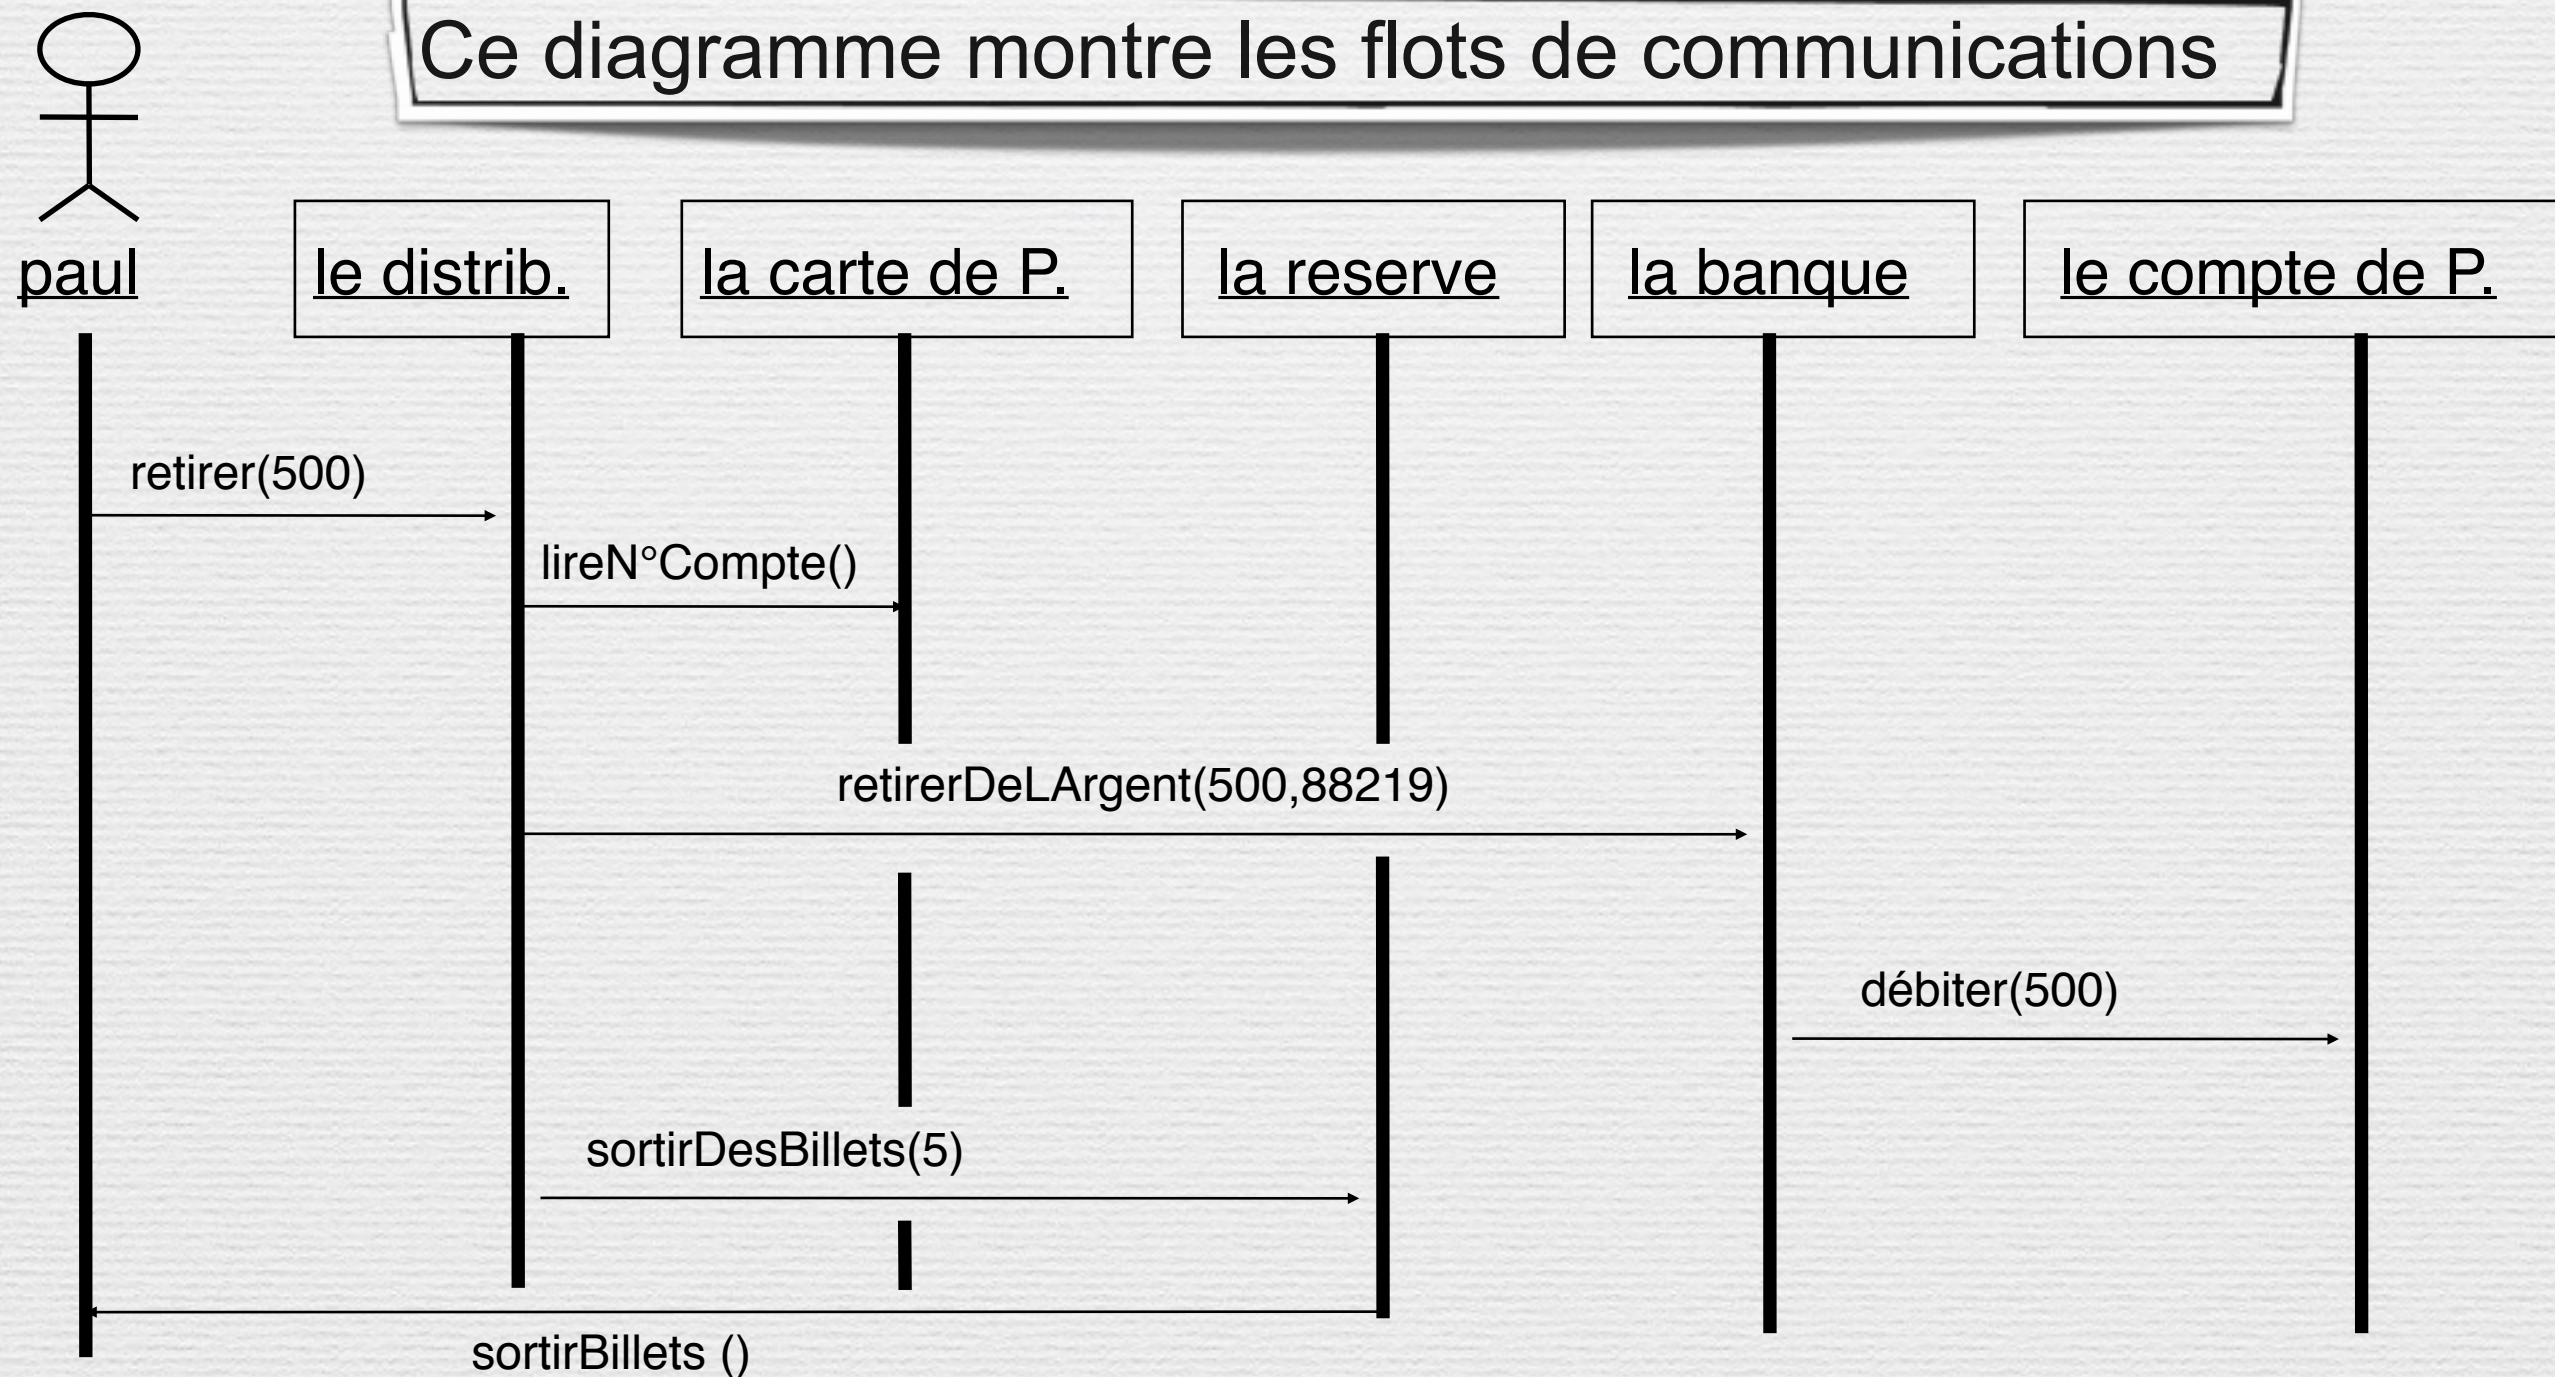 Ce diagramme montre les flots de communications
paul
le distrib.
la carte de P.
la reserve
la banque
le compte de P.
retirer(500)
lireN°Compte()
retirerDeLArgent(500,88219)
débiter(500)
sortirDesBillets(5)
sortirBillets ()